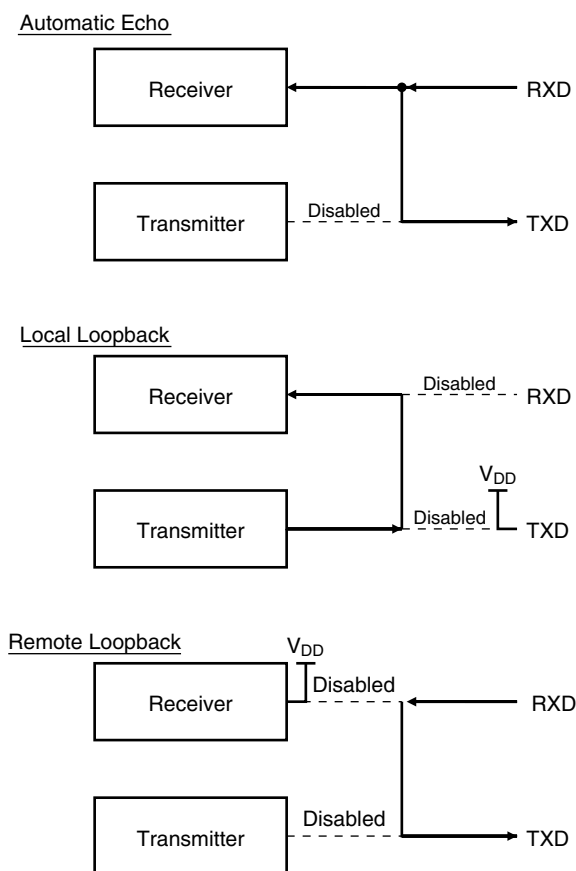 Automatic Echo
Receiver
RXD
Transmitter
Disabled
TXD
Local Loopback
Receiver
Disabled
RXD
VDD
Transmitter
Disabled
TXD
Remote Loopback
VDD
Receiver
Disabled
RXD
Transmitter
Disabled
TXD